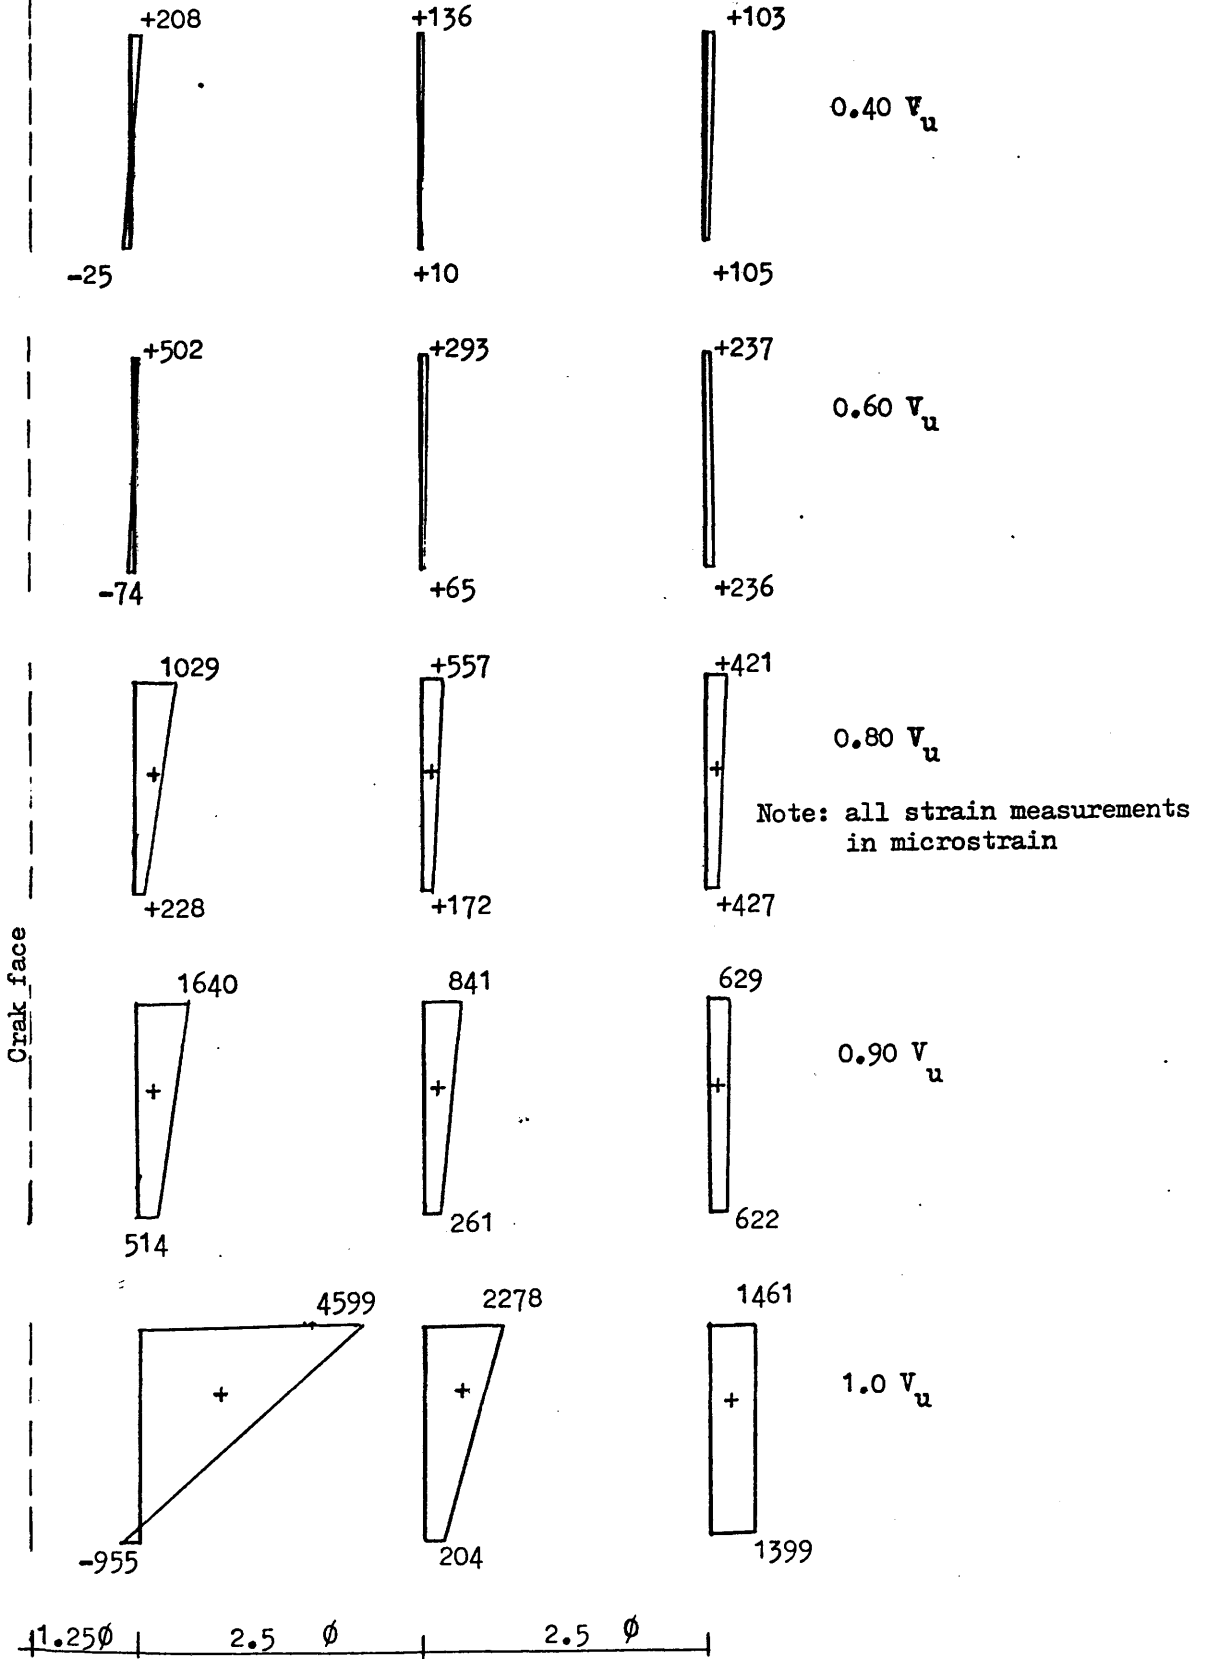 +208 +136 +103
0.40 Vu
-25 +10 +105
+502 +293 +237
0.60 Vu
-74 +65 +236
1029 +557 +421
0.80 Vu
Note: all strain measurements
in microstrain
+228 +172 +427
Crak face
1640 841 629
0.90 Vu
514 261 622
4599 2278 1461
1.0 Vu
-955 204 1399
1.25Ø 2.5 Ø 2.5 Ø